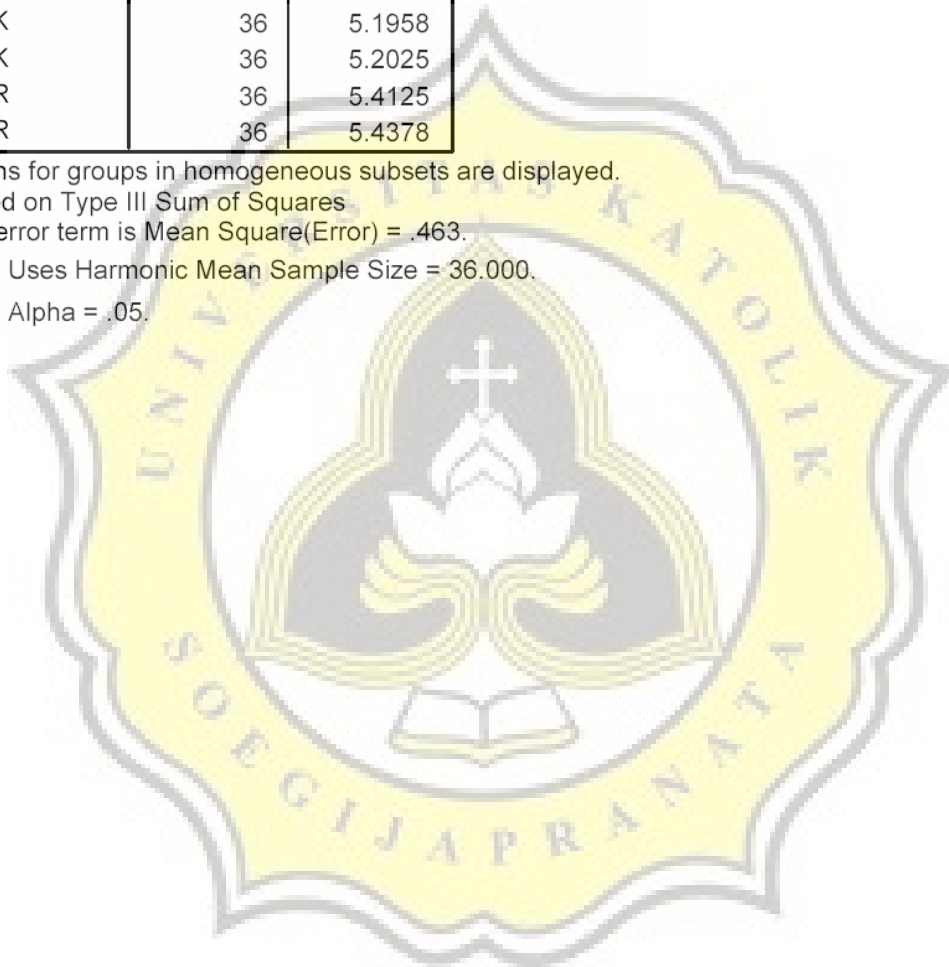 K 36 5.1958
K 36 5.2025
R 36 5.4125
R 36 5.4378
ns for groups in homogeneous subsets are displayed.
d on Type III Sum of Squares
error term is Mean Square(Error) = .463.
Uses Harmonic Mean Sample Size = 36.000.
Alpha = .05.
UNIVERSITAS KATOLIK
SOEGIJAPRANATA